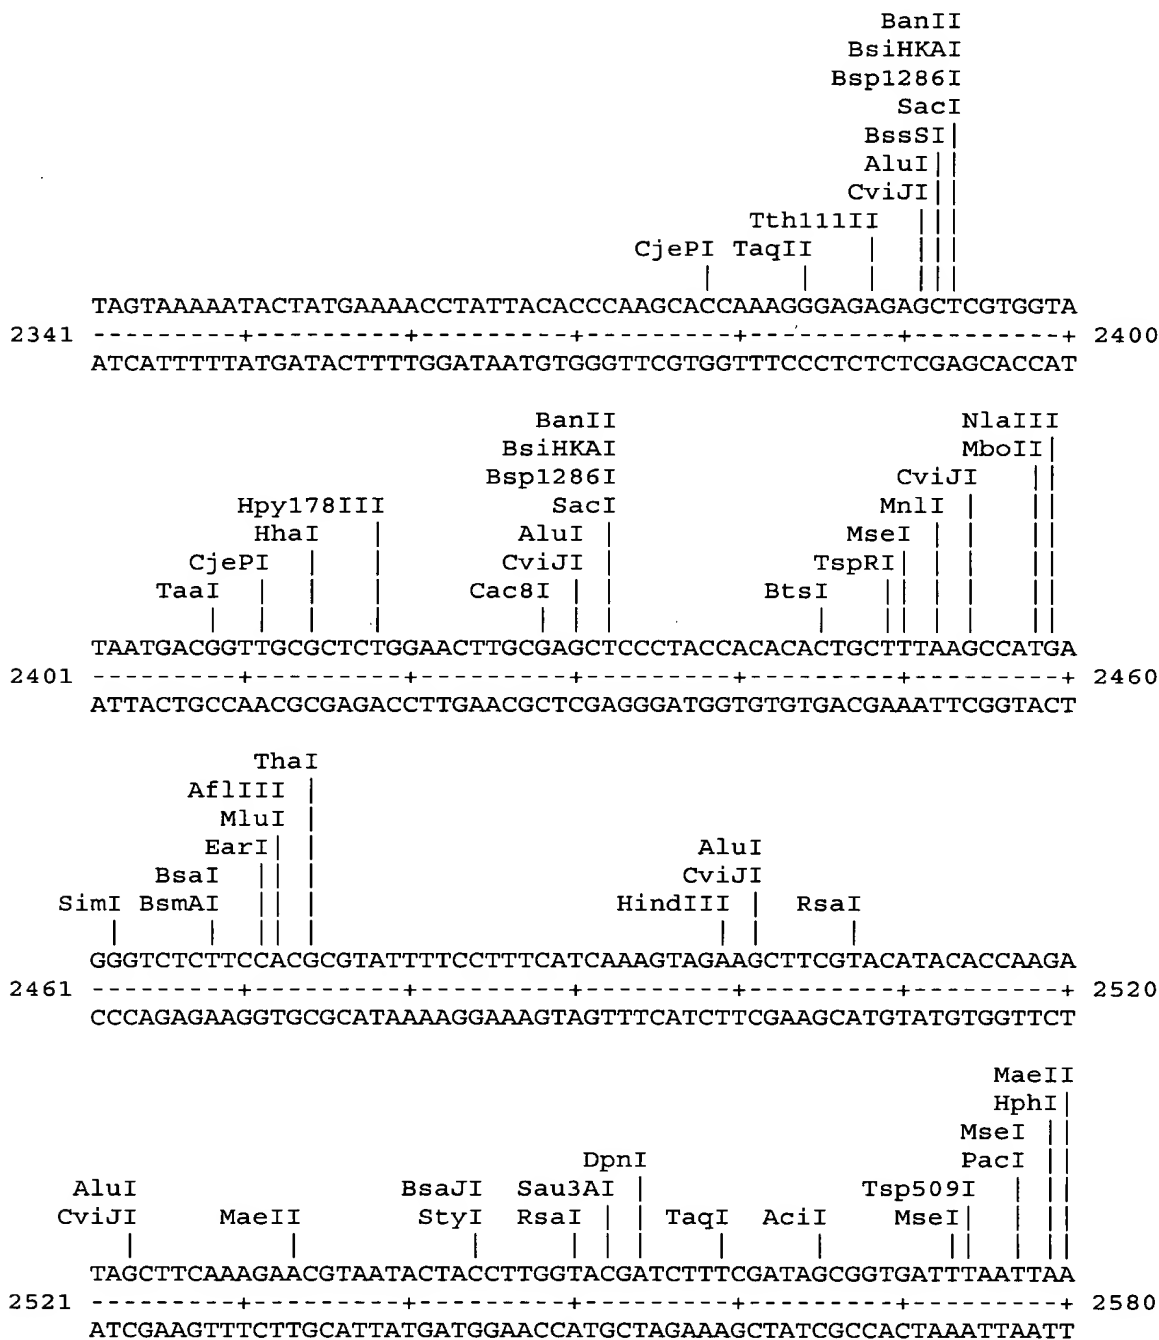 BanII
BsiHKAI
Bsp1286I
SacI
BssSI
AluI
CviJI
Tth111II
CjePI TaqII
TAGTAAAAATACTATGAAAACCTATTACACCCAAGCACCAAAGGGAGAGAGCTCGTGGTA
2341 ---------+---------+---------+---------+---------+---------+ 2400
ATCATTTTTATGATACTTTTGGATAATGTGGGTTCGTGGTTTCCCTCTCTCGAGCACCAT
BanII NlaIII
BsiHKAI MboII
Bsp1286I CviJI
Hpy178III SacI MnlI
HhaI AluI MseI
CjePI CviJI TspRI
TaaI Cac8I BtsI
TAATGACGGTTGCGCTCTGGAACTTGCGAGCTCCCTACCACACACTGCTTTAAGCCATGA
2401 ---------+---------+---------+---------+---------+---------+ 2460
ATTACTGCCAACGCGAGACCTTGAACGCTCGAGGGATGGTGTGTGACGAAATTCGGTACT
ThaI
AflIII
MluI
EarI AluI
BsaI CviJI
SimI BsmAI HindIII RsaI
GGGTCTCTTCCACGCGTATTTTCCTTTCATCAAAGTAGAAGCTTCGTACATACACCAAGA
2461 ---------+---------+---------+---------+---------+---------+ 2520
CCCAGAGAAGGTGCGCATAAAAGGAAAGTAGTTTCATCTTCGAAGCATGTATGTGGTTCT
MaeII
HphI
MseI
DpnI PacI
AluI BsaJI Sau3AI Tsp509I
CviJI MaeII StyI RsaI TaqI AciI MseI
TAGCTTCAAAGAACGTAATACTACCTTGGTACGATCTTTCGATAGCGGTGATTTAATTAA
2521 ---------+---------+---------+---------+---------+---------+ 2580
ATCGAAGTTTCTTGCATTATGATGGAACCATGCTAGAAAGCTATCGCCACTAAATTAATT